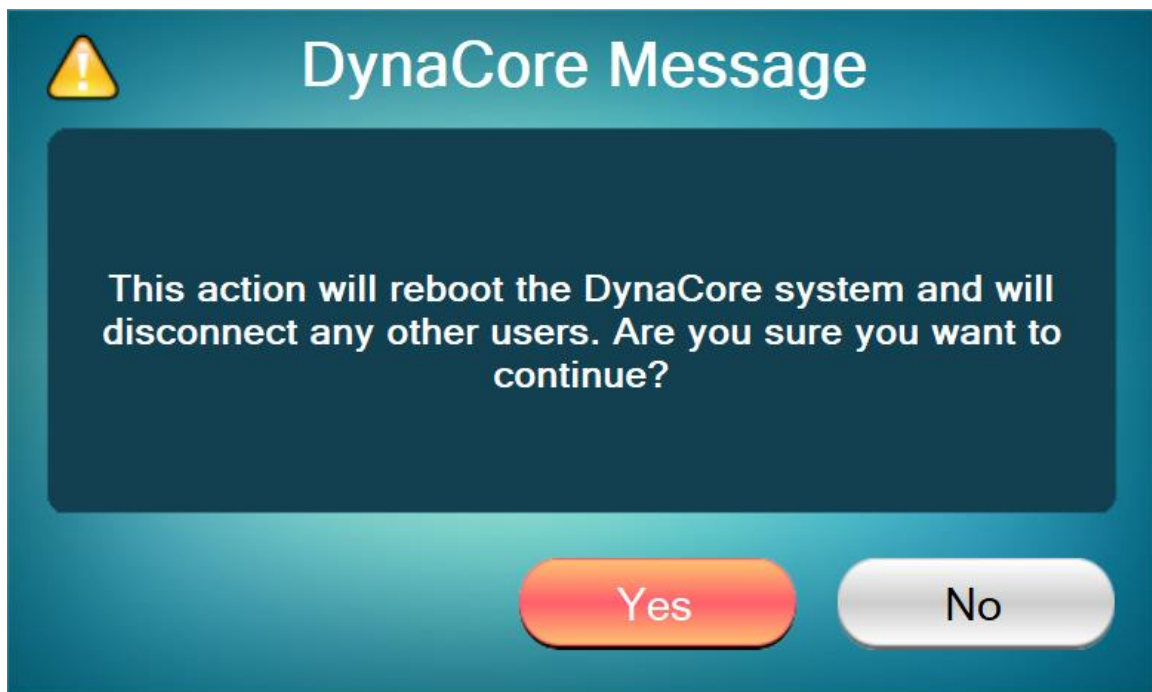 DynaCore Message
This action will reboot the DynaCore system and will
disconnect any other users. Are you sure you want to
continue?
Yes
No